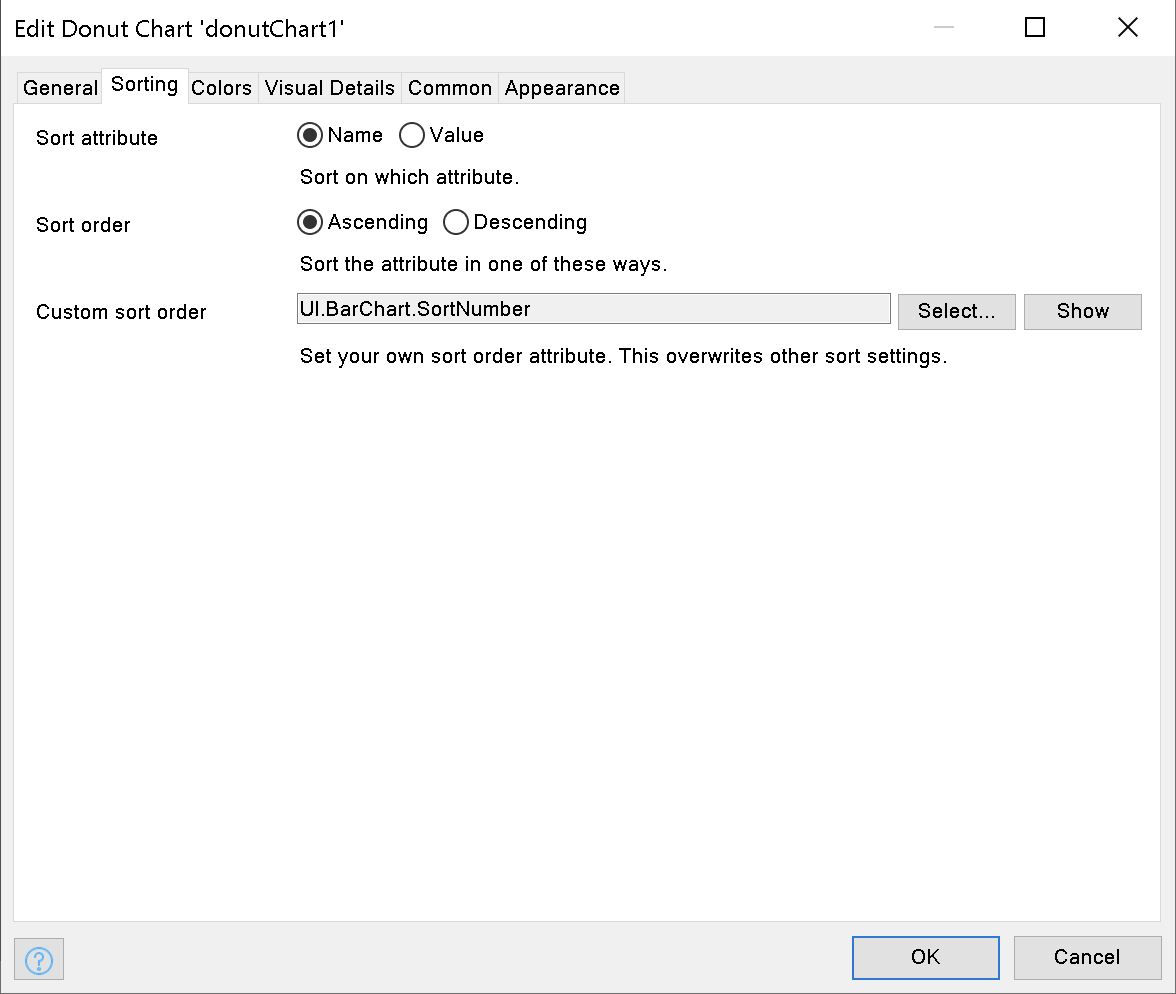 Edit Donut Chart 'donutChart1'
General Sorting Colors Visual Details Common Appearance
Sort attribute Name Value
Sort on which attribute.
Sort order Ascending Descending
Sort the attribute in one of these ways.
Custom sort order UI.BarChart.SortNumber Select... Show
Set your own sort order attribute. This overwrites other sort settings.
? OK Cancel